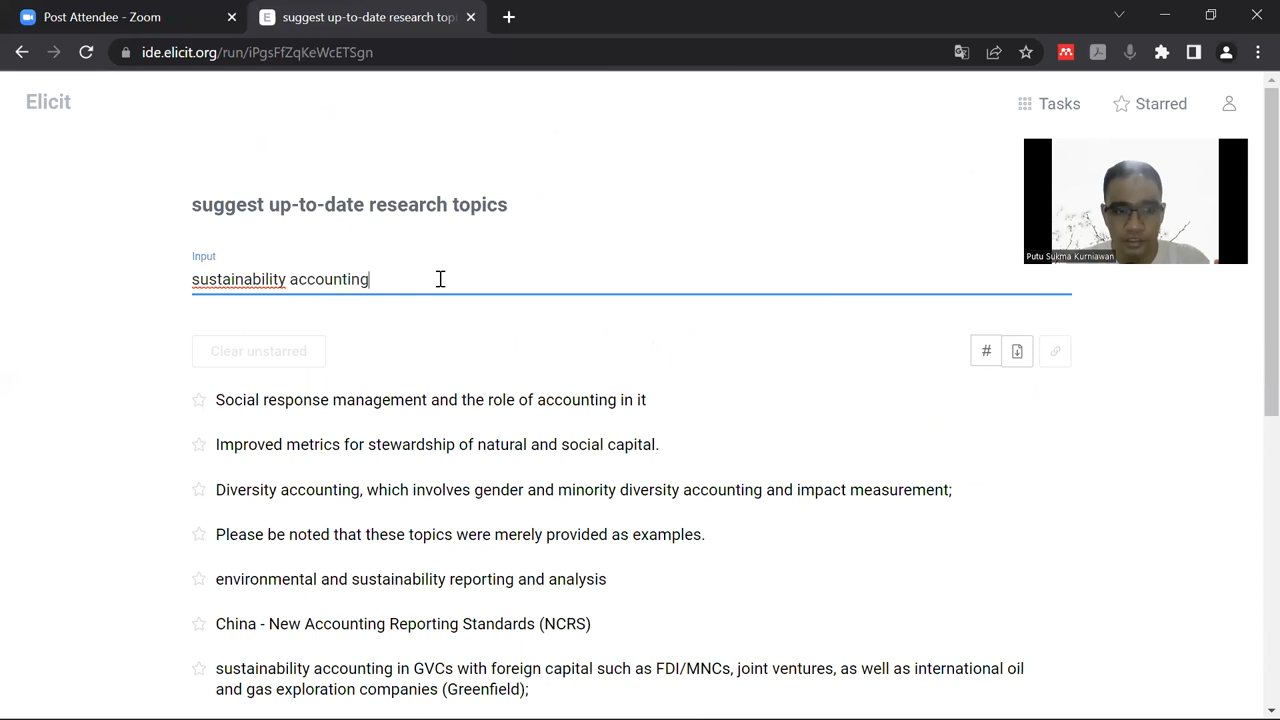 Post Attendee - Zoom
suggest up-to-date research topi
ide.elicit.org/run/iPgsFfZqKeWcETSgn
Elicit
Tasks
Starred
suggest up-to-date research topics
Putu Sukma Kurniawan
Input
sustainability accounting
Clear unstarred
#
Social response management and the role of accounting in it
Improved metrics for stewardship of natural and social capital.
Diversity accounting, which involves gender and minority diversity accounting and impact measurement;
Please be noted that these topics were merely provided as examples.
environmental and sustainability reporting and analysis
China - New Accounting Reporting Standards (NCRS)
sustainability accounting in GVCs with foreign capital such as FDI/MNCs, joint ventures, as well as international oil
and gas exploration companies (Greenfield);